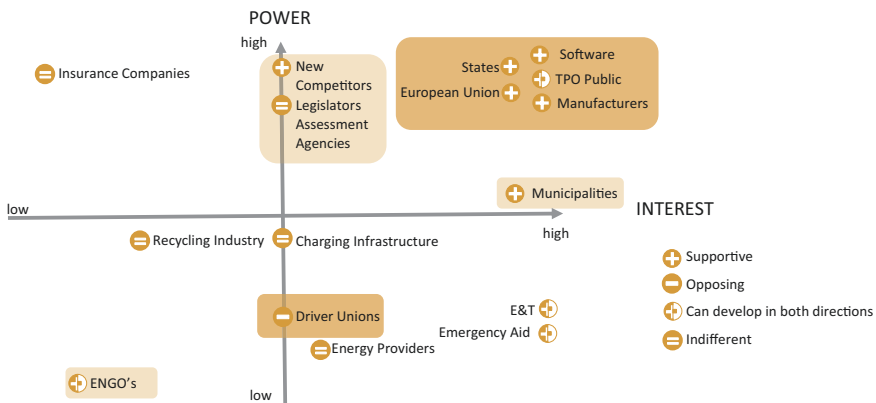 POWER
high
Insurance Companies
New
Competitors
Legislators
Assessment
Agencies
States
European Union
Software
TPO Public
Manufacturers
Municipalities
low
INTEREST
high
Recycling Industry
Charging Infrastructure
Driver Unions
E&T
Emergency Aid
Energy Providers
ENGO's
low
Supportive
Opposing
Can develop in both directions
Indifferent